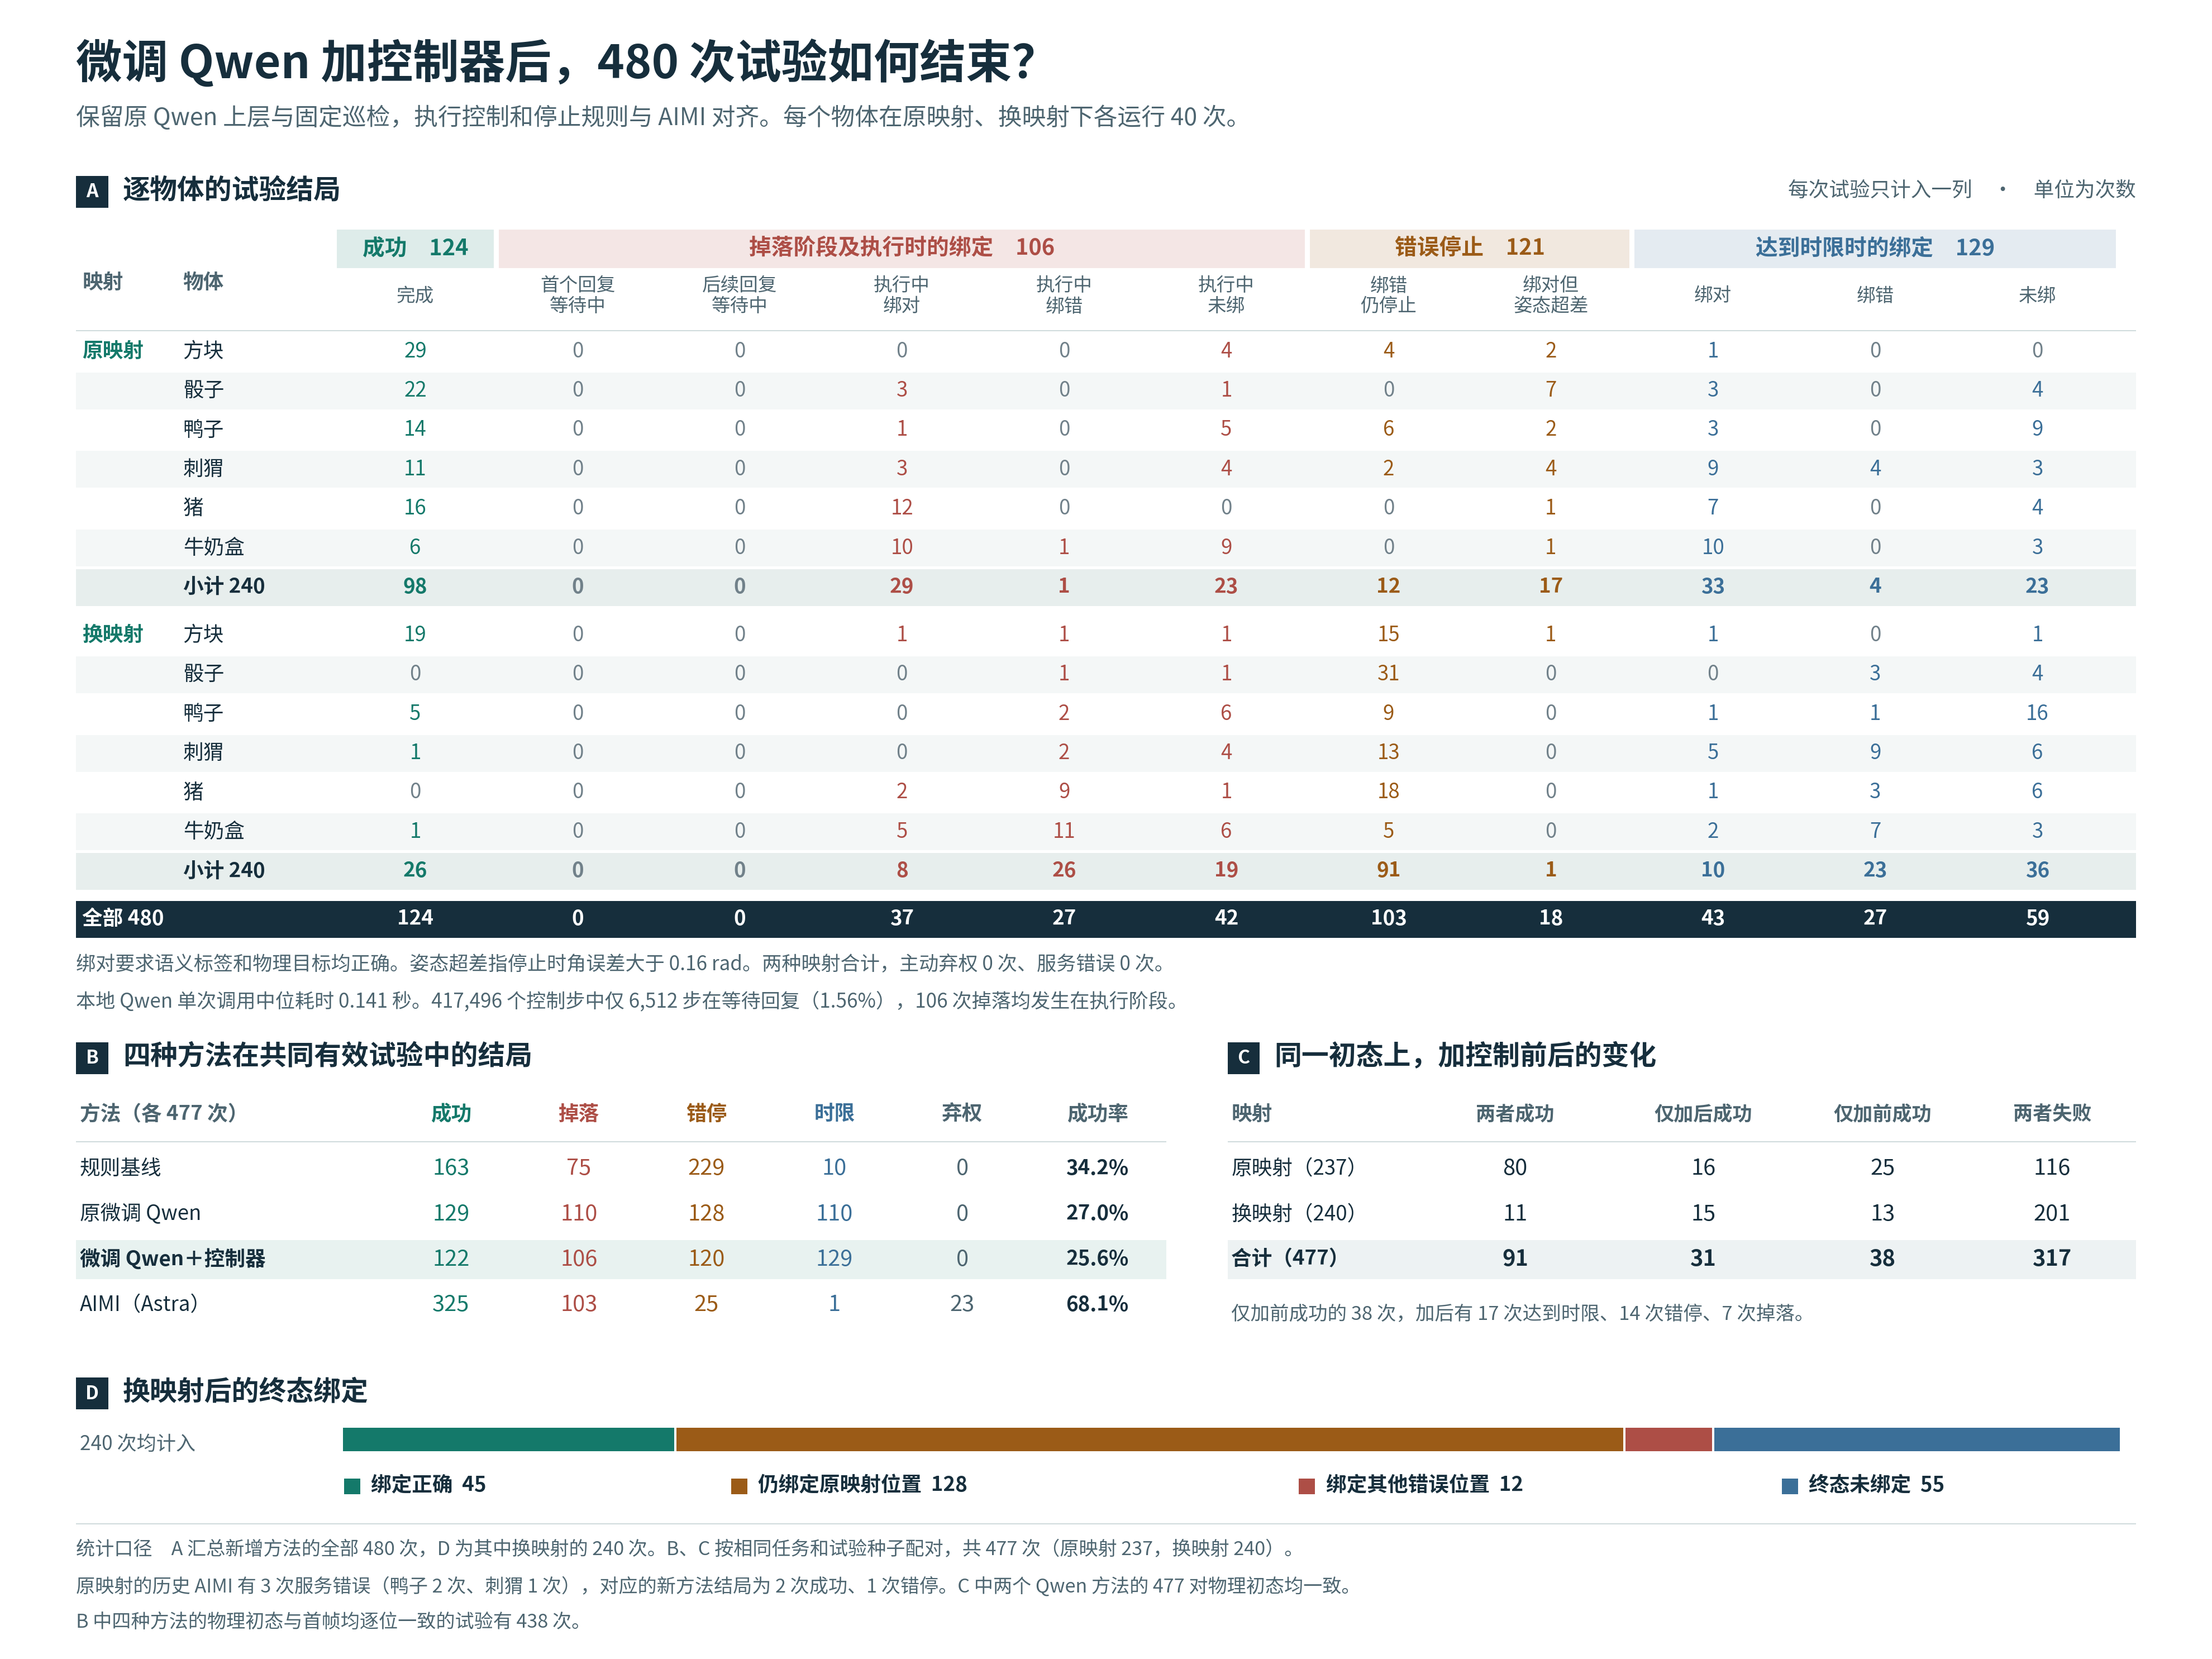 微调 Qwen 加控制器后，480 次试验如何结束？
保留原 Qwen 上层与固定巡检，执行控制和停止规则与 AIMI 对齐。每个物体在原映射、换映射下各运行 40 次。
A 逐物体的试验结局 每次试验只计入一列 · 单位为次数
成功 124 掉落阶段及执行时的绑定 106 错误停止 121 达到时限时的绑定 129
映射 物体 完成 首个回复 等待中 后续回复 等待中 执行中 绑对 执行中 绑错 执行中 未绑 绑错 仍停止 绑对但 姿态超差 绑对 绑错 未绑
原映射 方块 29 0 0 0 0 4 4 2 1 0 0
骰子 22 0 0 3 0 1 0 7 3 0 4
鸭子 14 0 0 1 0 5 6 2 3 0 9
刺猬 11 0 0 3 0 4 2 4 9 4 3
猪 16 0 0 12 0 0 0 1 7 0 4
牛奶盒 6 0 0 10 1 9 0 1 10 0 3
小计 240 98 0 0 29 1 23 12 17 33 4 23
换映射 方块 19 0 0 1 1 1 15 1 1 0 1
骰子 0 0 0 0 1 1 31 0 0 3 4
鸭子 5 0 0 0 2 6 9 0 1 1 16
刺猬 1 0 0 0 2 4 13 0 5 9 6
猪 0 0 0 2 9 1 18 0 1 3 6
牛奶盒 1 0 0 5 11 6 5 0 2 7 3
小计 240 26 0 0 8 26 19 91 1 10 23 36
全部 480 124 0 0 37 27 42 103 18 43 27 59
绑对要求语义标签和物理目标均正确。姿态超差指停止时角误差大于 0.16 rad。两种映射合计，主动弃权 0 次、服务错误 0 次。
本地 Qwen 单次调用中位耗时 0.141 秒。417,496 个控制步中仅 6,512 步在等待回复（1.56%），106 次掉落均发生在执行阶段。
B 四种方法在共同有效试验中的结局
方法（各 477 次） 成功 掉落 错停 时限 弃权 成功率
规则基线 163 75 229 10 0 34.2%
原微调 Qwen 129 110 128 110 0 27.0%
微调 Qwen＋控制器 122 106 120 129 0 25.6%
AIMI（Astra） 325 103 25 1 23 68.1%
C 同一初态上，加控制前后的变化
映射 两者成功 仅加后成功 仅加前成功 两者失败
原映射（237） 80 16 25 116
换映射（240） 11 15 13 201
合计（477） 91 31 38 317
仅加前成功的 38 次，加后有 17 次达到时限、14 次错停、7 次掉落。
D 换映射后的终态绑定
240 次均计入
绑定正确 45 仍绑定原映射位置 128 绑定其他错误位置 12 终态未绑定 55
统计口径 A 汇总新增方法的全部 480 次，D 为其中换映射的 240 次。B、C 按相同任务和试验种子配对，共 477 次（原映射 237，换映射 240）。
原映射的历史 AIMI 有 3 次服务错误（鸭子 2 次、刺猬 1 次），对应的新方法结局为 2 次成功、1 次错停。C 中两个 Qwen 方法的 477 对物理初态均一致。
B 中四种方法的物理初态与首帧均逐位一致的试验有 438 次。